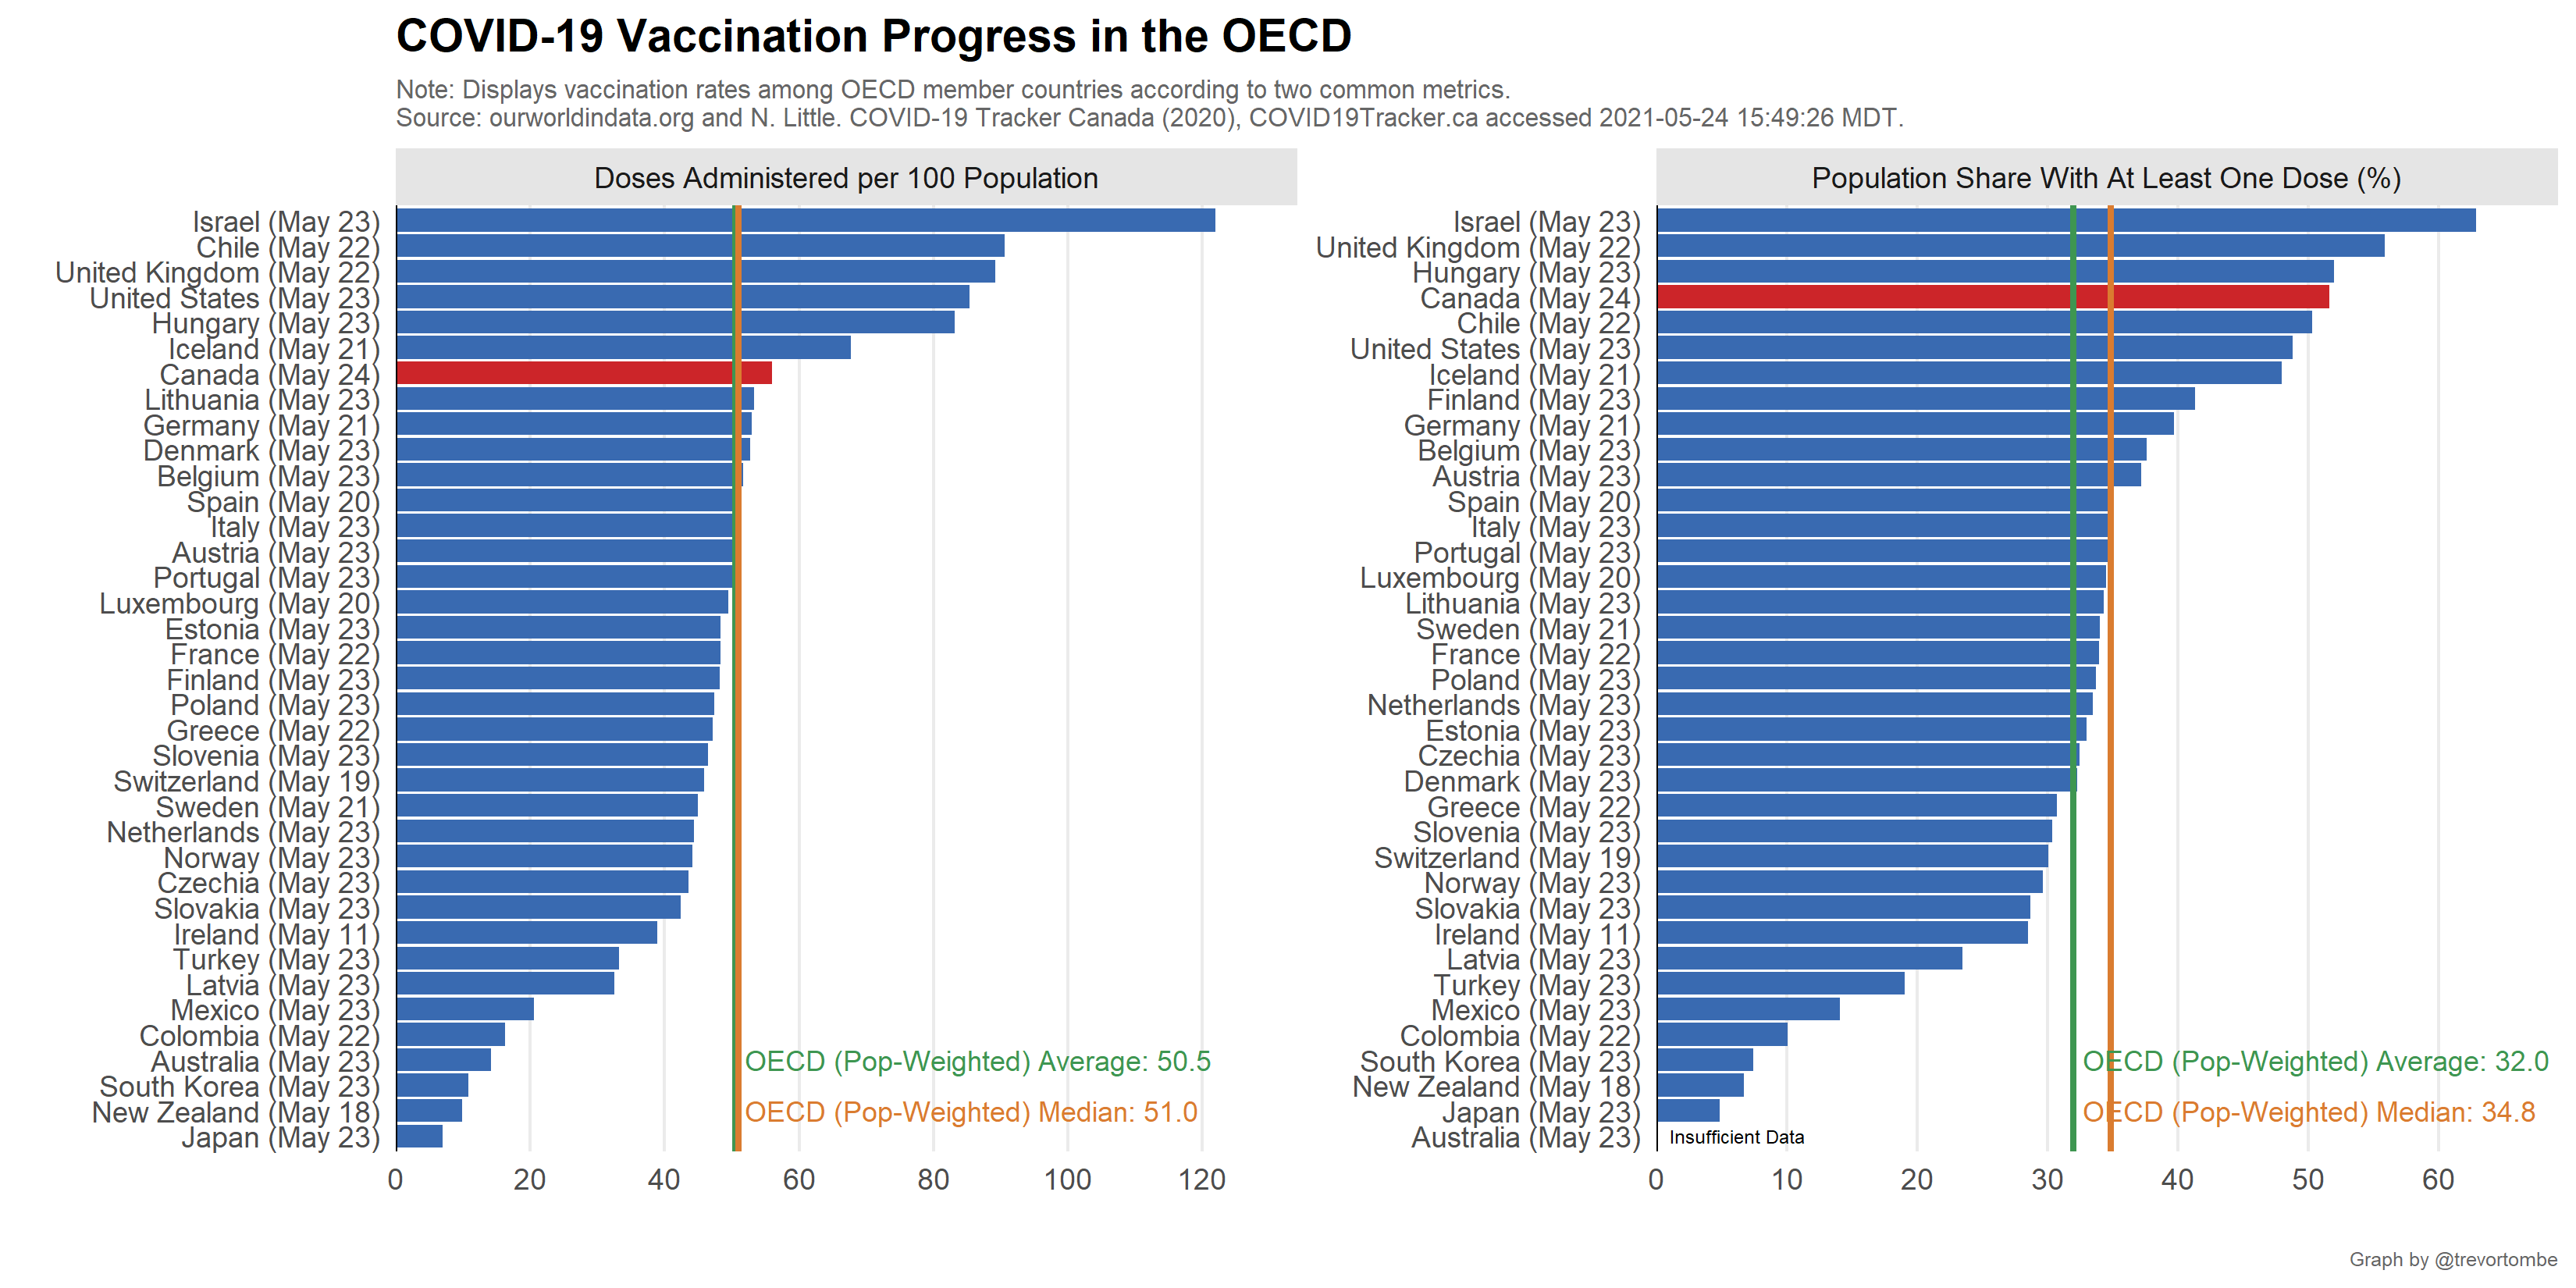 COVID-19 Vaccination Progress in the OECD
Note: Displays vaccination rates among OECD member countries according to two common metrics.
Source: ourworldindata.org and N. Little. COVID-19 Tracker Canada (2020), COVID19Tracker.ca accessed 2021-05-24 15:49:26 MDT.
Doses Administered per 100 Population
Israel (May 23)
Chile (May 22)
United Kingdom (May 22)
United States (May 23)
Hungary (May 23)
Iceland (May 21)
Canada (May 24)
Lithuania (May 23)
Germany (May 21)
Denmark (May 23)
Belgium (May 23)
Spain (May 20)
Italy (May 23)
Austria (May 23)
Portugal (May 23)
Luxembourg (May 20)
Estonia (May 23)
France (May 22)
Finland (May 23)
Poland (May 23)
Greece (May 22)
Slovenia (May 23)
Switzerland (May 19)
Sweden (May 21)
Netherlands (May 23)
Norway (May 23)
Czechia (May 23)
Slovakia (May 23)
Ireland (May 11)
Turkey (May 23)
Latvia (May 23)
Mexico (May 23)
Colombia (May 22)
Australia (May 23)
South Korea (May 23)
New Zealand (May 18)
Japan (May 23)
OECD (Pop-Weighted) Average: 50.5
OECD (Pop-Weighted) Median: 51.0
0 20 40 60 80 100 120
Population Share With At Least One Dose (%)
Israel (May 23)
United Kingdom (May 22)
Hungary (May 23)
Canada (May 24)
Chile (May 22)
United States (May 23)
Iceland (May 21)
Finland (May 23)
Germany (May 21)
Belgium (May 23)
Austria (May 23)
Spain (May 20)
Italy (May 23)
Portugal (May 23)
Luxembourg (May 20)
Lithuania (May 23)
Sweden (May 21)
France (May 22)
Poland (May 23)
Netherlands (May 23)
Estonia (May 23)
Czechia (May 23)
Denmark (May 23)
Greece (May 22)
Slovenia (May 23)
Switzerland (May 19)
Norway (May 23)
Slovakia (May 23)
Ireland (May 11)
Latvia (May 23)
Turkey (May 23)
Mexico (May 23)
Colombia (May 22)
South Korea (May 23)
New Zealand (May 18)
Japan (May 23)
Australia (May 23)
OECD (Pop-Weighted) Average: 32.0
OECD (Pop-Weighted) Median: 34.8
Insufficient Data
0 10 20 30 40 50 60
Graph by @trevortombe